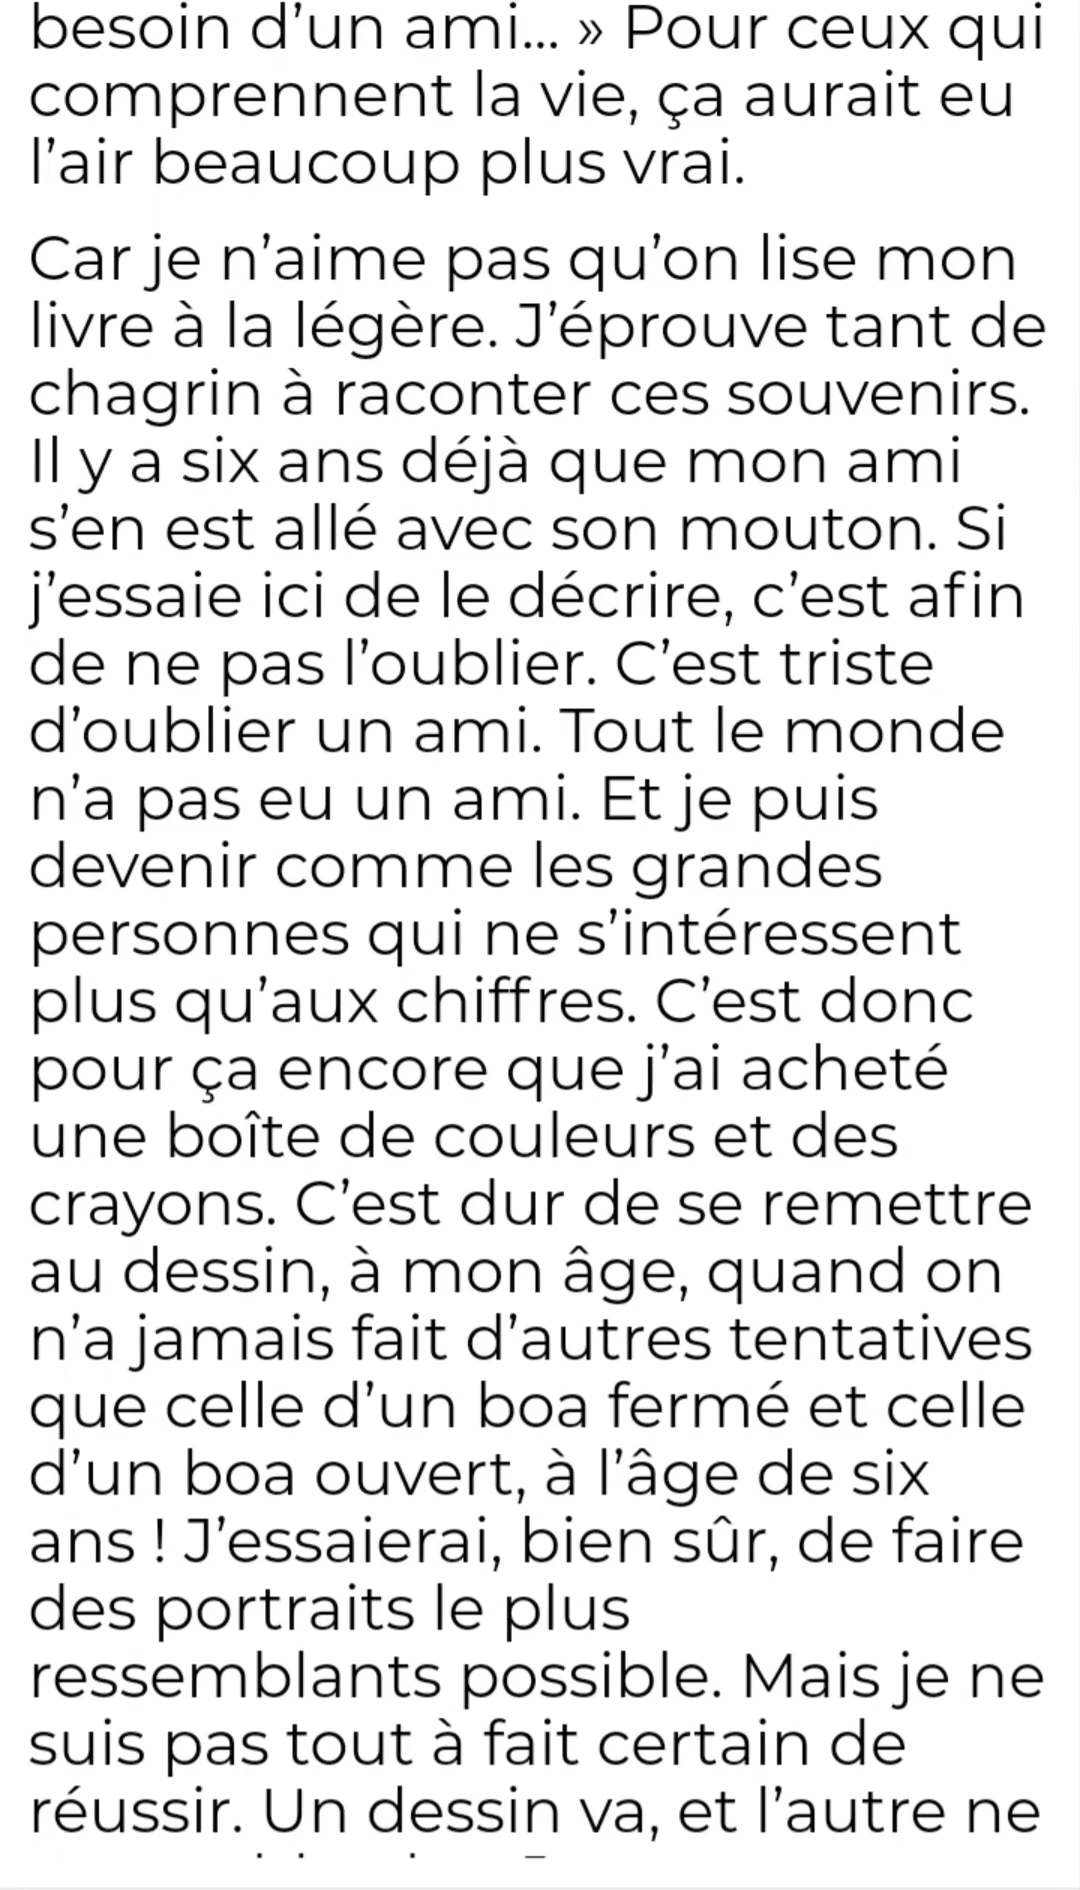 besoin d’un ami… » Pour ceux qui
comprennent la vie, ça aurait eu
l’air beaucoup plus vrai.
Car je n’aime pas qu’on lise mon
livre à la légère. J’éprouve tant de
chagrin à raconter ces souvenirs.
Il y a six ans déjà que mon ami
s’en est allé avec son mouton. Si
j’essaie ici de le décrire, c’est afin
de ne pas l’oublier. C’est triste
d’oublier un ami. Tout le monde
n’a pas eu un ami. Et je puis
devenir comme les grandes
personnes qui ne s’intéressent
plus qu’aux chiffres. C’est donc
pour ça encore que j’ai acheté
une boîte de couleurs et des
crayons. C’est dur de se remettre
au dessin, à mon âge, quand on
n’a jamais fait d’autres tentatives
que celle d’un boa fermé et celle
d’un boa ouvert, à l’âge de six
ans ! J’essaierai, bien sûr, de faire
des portraits le plus
ressemblants possible. Mais je ne
suis pas tout à fait certain de
réussir. Un dessin va, et l’autre ne